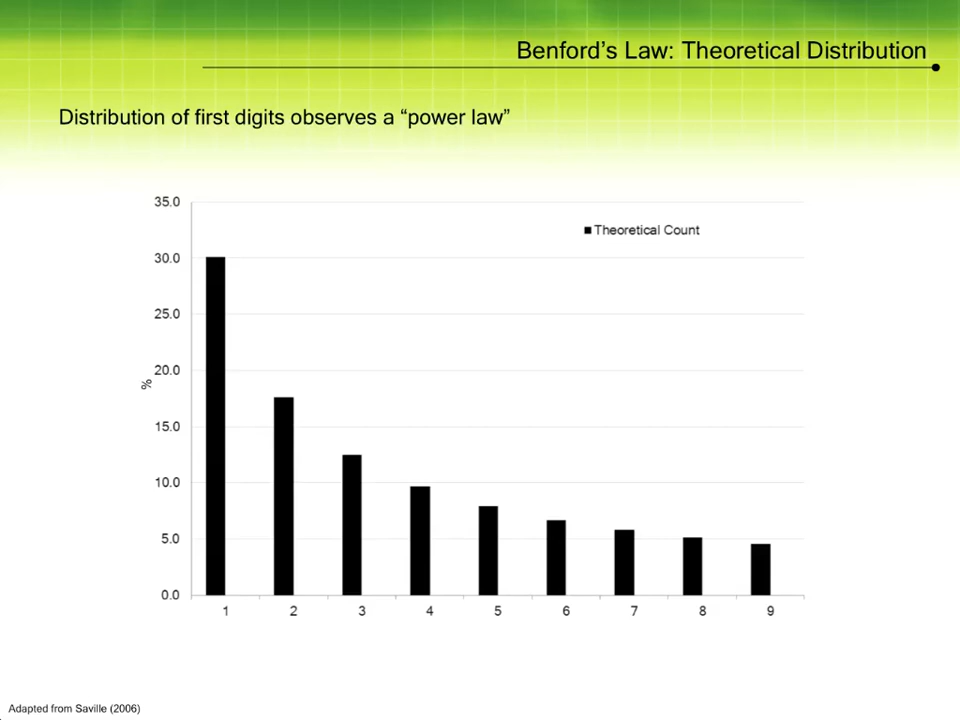 Benford’s Law: Theoretical Distribution
Distribution of first digits observes a “power law”
35.0
Theoretical Count
30.0
25.0
20.0
%
15.0
10.0
5.0
0.0
1 2 3 4 5 6 7 8 9
Adapted from Saville (2006)